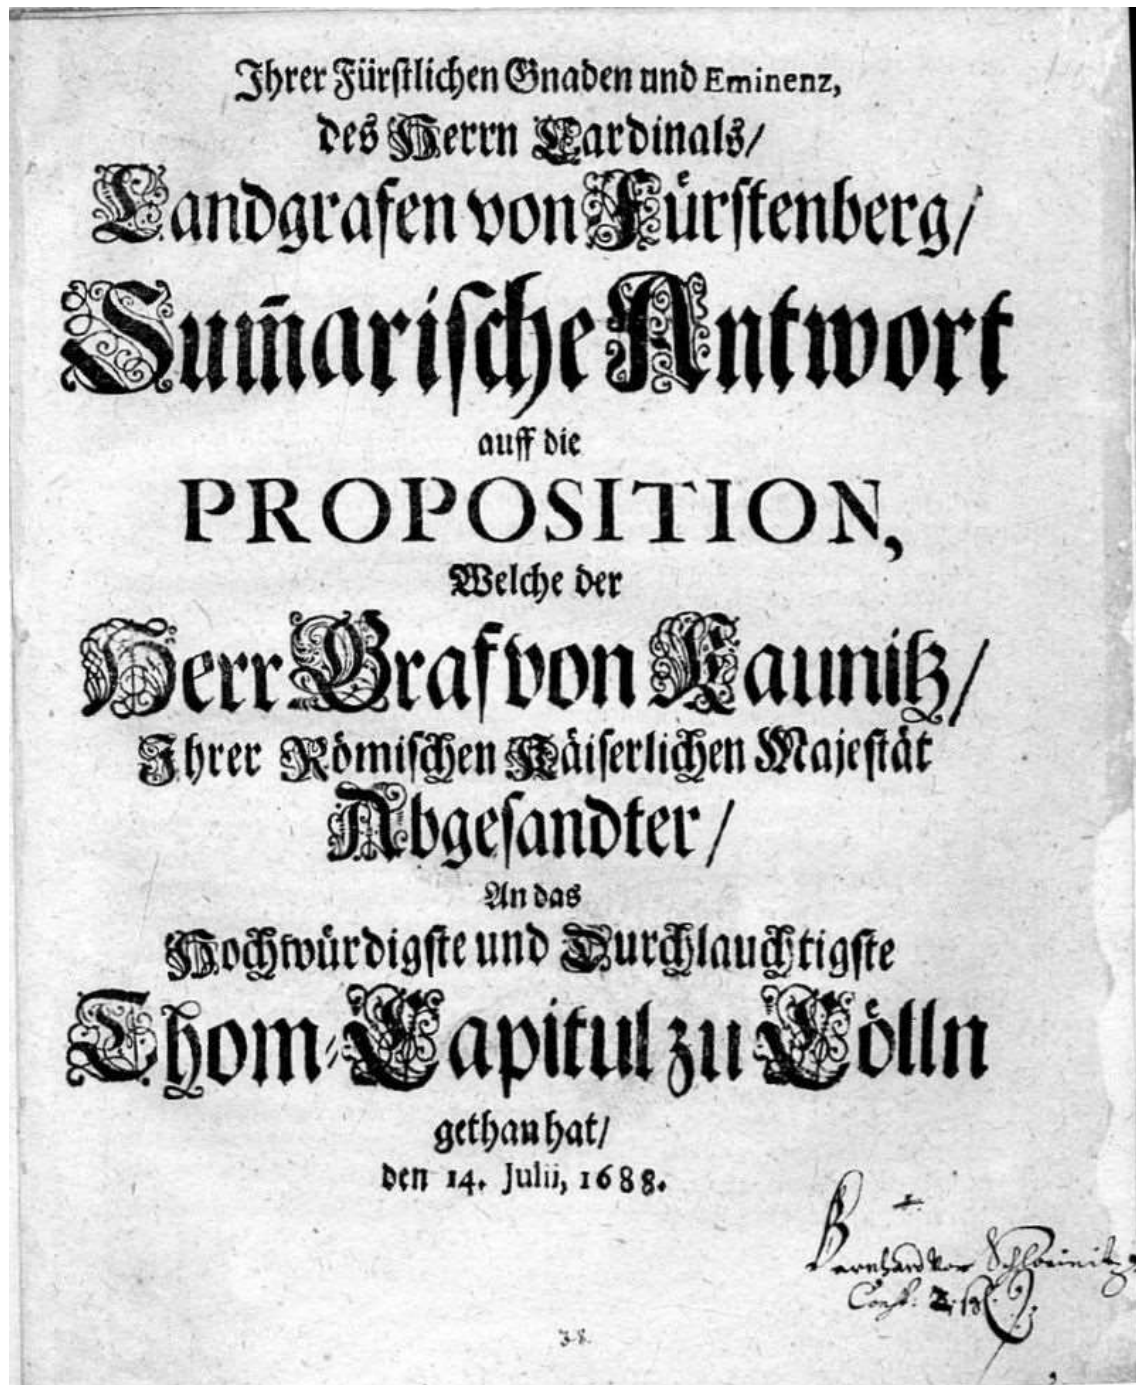 Ihrer Fürstlichen Gnaden und Eminenz,
des Herrn Cardinals/
Landgrafen von Fürstenberg/
Sum̄arische Antwort
auff die
PROPOSITION,
Welche der
Herr Graf von Kaunitz/
Ihrer Römischen Käiserlichen Majestät
Abgesandter/
An das
Hochwürdigste und Durchlauchtigste
Thom-Capitul zu Cölln
gethan hat/
den 14. Julii, 1688.
Bernhard von
38.